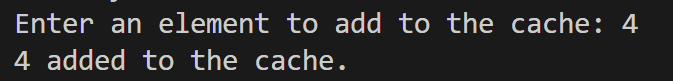 Enter an element to add to the cache: 4
4 added to the cache.